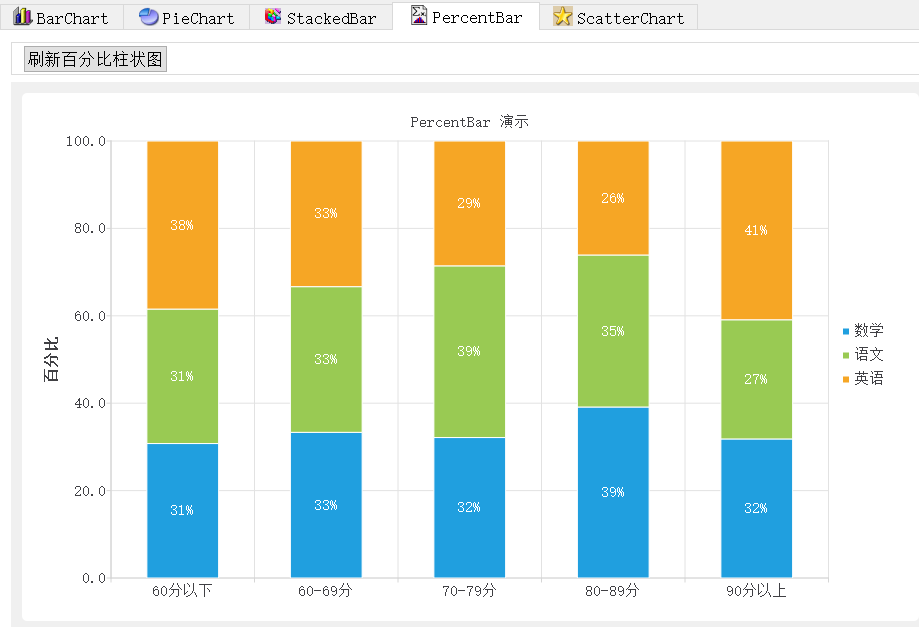 BarChart PieChart StackedBar PercentBar ScatterChart
刷新百分比柱状图
PercentBar 演示
100.0
80.0
60.0
40.0
20.0
0.0
百分比
38% 33% 29% 26% 41%
31% 33% 39% 35% 27%
31% 33% 32% 39% 32%
60分以下 60-69分 70-79分 80-89分 90分以上
数学
语文
英语